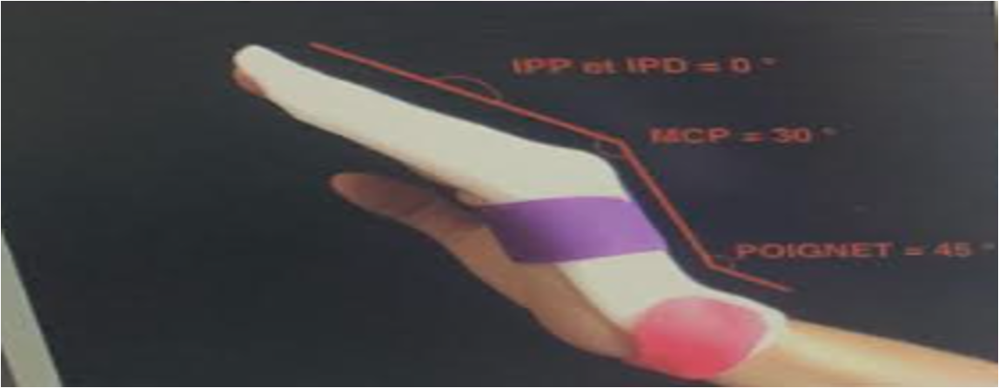 IPP et IPD = 0 °
MCP = 30 °
POIGNET = 45 °